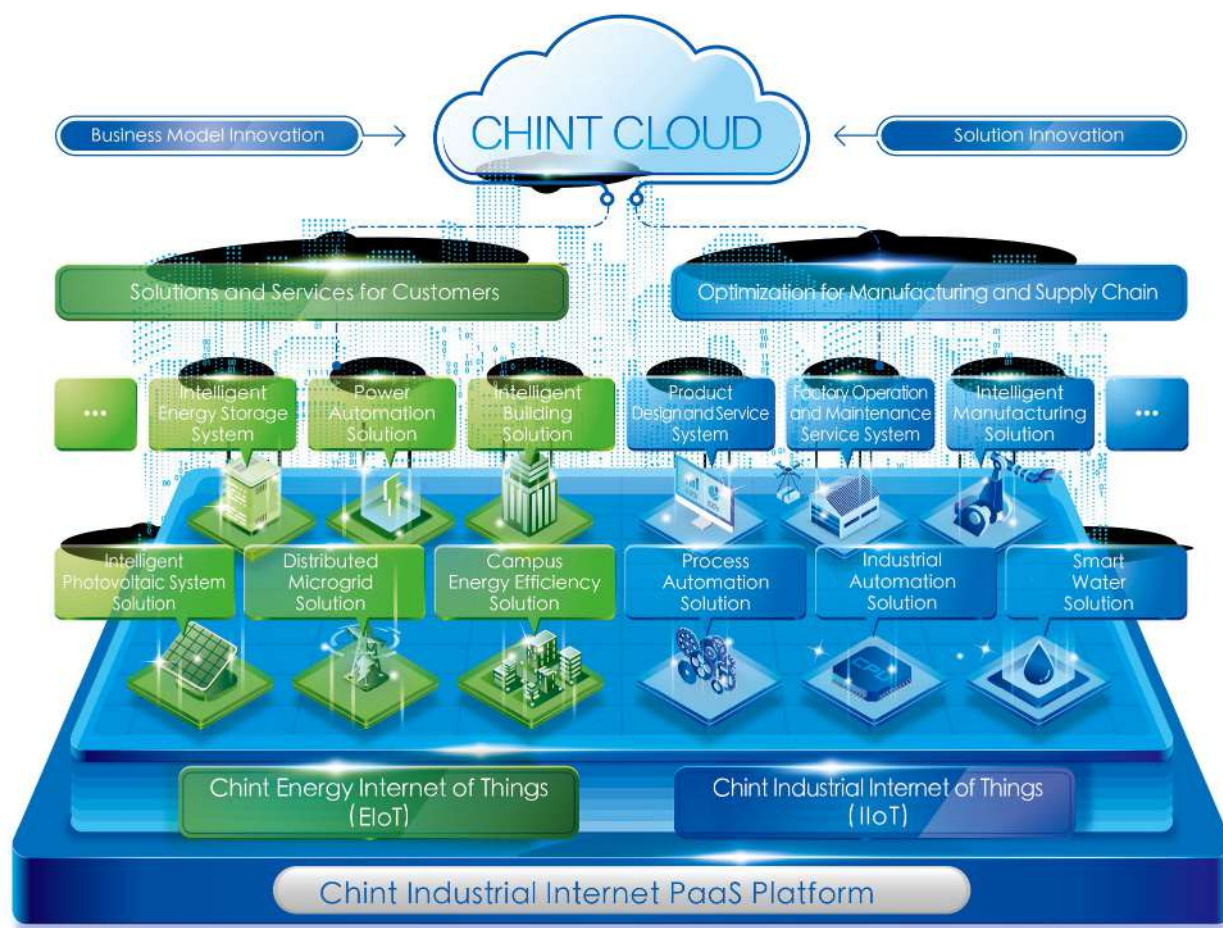 CHINT CLOUD
Business Model Innovation
Solution Innovation
Solutions and Services for Customers
Optimization for Manufacturing and Supply Chain
...
Intelligent
Energy Storage
System
Power
Automation
Solution
Intelligent
Building
Solution
Product
Design and Service
System
Factory Operation
and Maintenance
Service System
Intelligent
Manufacturing
Solution
...
Intelligent
Photovoltaic System
Solution
Distributed
Microgrid
Solution
Campus
Energy Efficiency
Solution
Process
Automation
Solution
Industrial
Automation
Solution
Smart
Water
Solution
Chint Energy Internet of Things
(EIoT)
Chint Industrial Internet of Things
(IIoT)
Chint Industrial Internet PaaS Platform